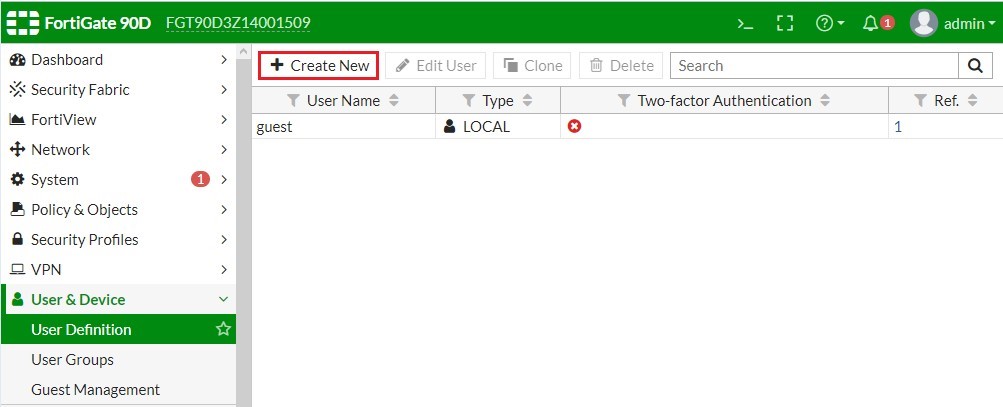 FortiGate 90D FGT90D3Z14001509 >_ 1 admin
Dashboard
Security Fabric
FortiView
Network
System 1
Policy & Objects
Security Profiles
VPN
User & Device
User Definition
User Groups
Guest Management
Create New Edit User Clone Delete Search
User Name Type Two-factor Authentication Ref.
guest LOCAL 1